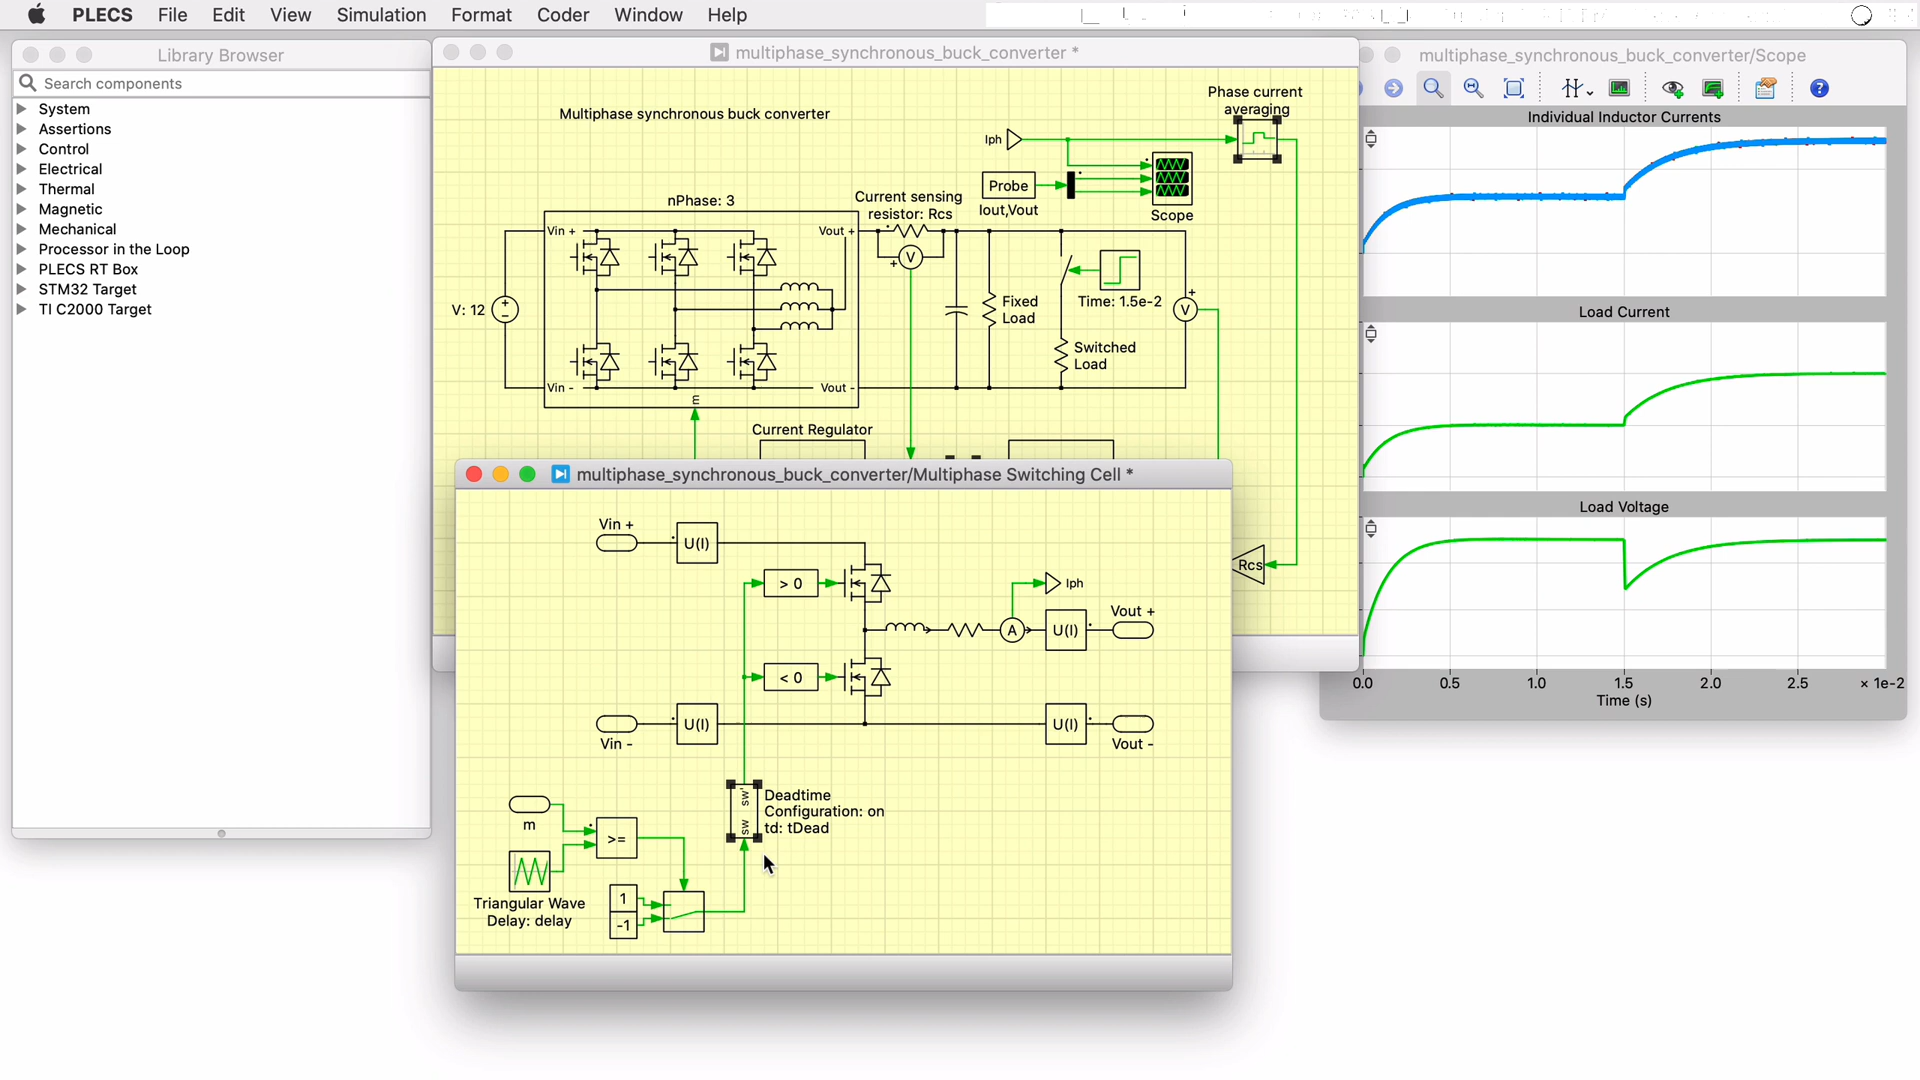 PLECS File Edit View Simulation Format Coder Window Help
Library Browser
Search components
System
Assertions
Control
Electrical
Thermal
Magnetic
Mechanical
Processor in the Loop
PLECS RT Box
STM32 Target
TI C2000 Target
multiphase_synchronous_buck_converter *
Multiphase synchronous buck converter
Phase current
averaging
Iph
Probe
Iout,Vout
Scope
nPhase: 3
Current sensing
resistor: Rcs
Vin +
Vout +
V
V: 12
Fixed
Load
Time: 1.5e-2
V
Switched
Load
Vin -
Vout -
m
Current Regulator
Rcs
multiphase_synchronous_buck_converter/Multiphase Switching Cell *
Vin +
U(I)
> 0
Iph
Vout +
A
U(I)
< 0
U(I)
U(I)
Vin -
Vout -
sw'
sw
Deadtime
Configuration: on
td: tDead
m
>=
Triangular Wave
Delay: delay
1
-1
multiphase_synchronous_buck_converter/Scope
Individual Inductor Currents
Load Current
Load Voltage
0.0 0.5 1.0 1.5 2.0 2.5 × 1e-2
Time (s)